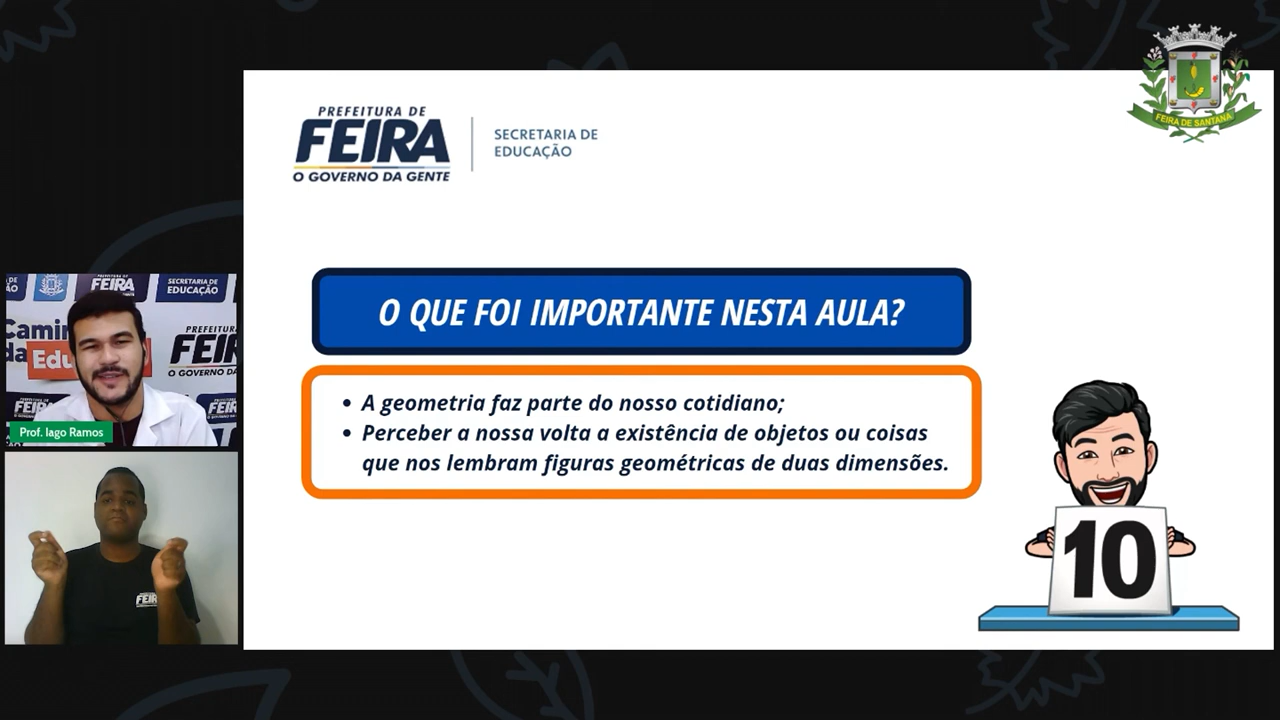 FEIRA DE SANTANA
PREFEITURA DE
FEIRA
O GOVERNO DA GENTE
SECRETARIA DE
EDUCAÇÃO
O QUE FOI IMPORTANTE NESTA AULA?
• A geometria faz parte do nosso cotidiano;
• Perceber a nossa volta a existência de objetos ou coisas
que nos lembram figuras geométricas de duas dimensões.
10
FEIRA
SECRETARIA DE
EDUCAÇÃO
PREFEITURA
FEIR
O GOVERNO DA
Prof. Iago Ramos
FEIRA